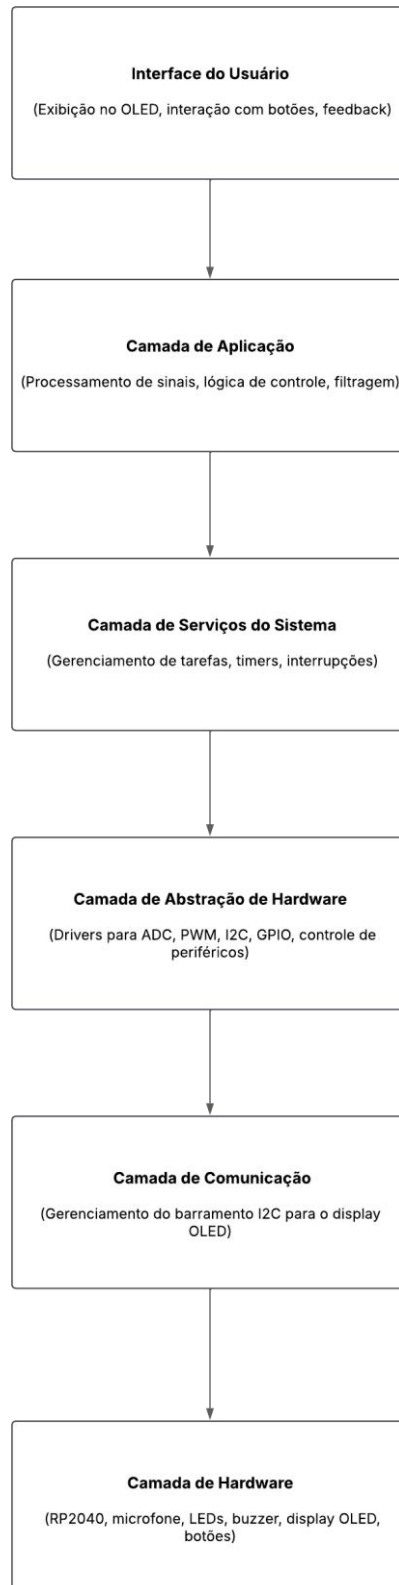 Interface do Usuário
(Exibição no OLED, interação com botões, feedback)
Camada de Aplicação
(Processamento de sinais, lógica de controle, filtragem)
Camada de Serviços do Sistema
(Gerenciamento de tarefas, timers, interrupções)
Camada de Abstração de Hardware
(Drivers para ADC, PWM, I2C, GPIO, controle de
periféricos)
Camada de Comunicação
(Gerenciamento do barramento I2C para o display
OLED)
Camada de Hardware
(RP2040, microfone, LEDs, buzzer, display OLED,
botões)